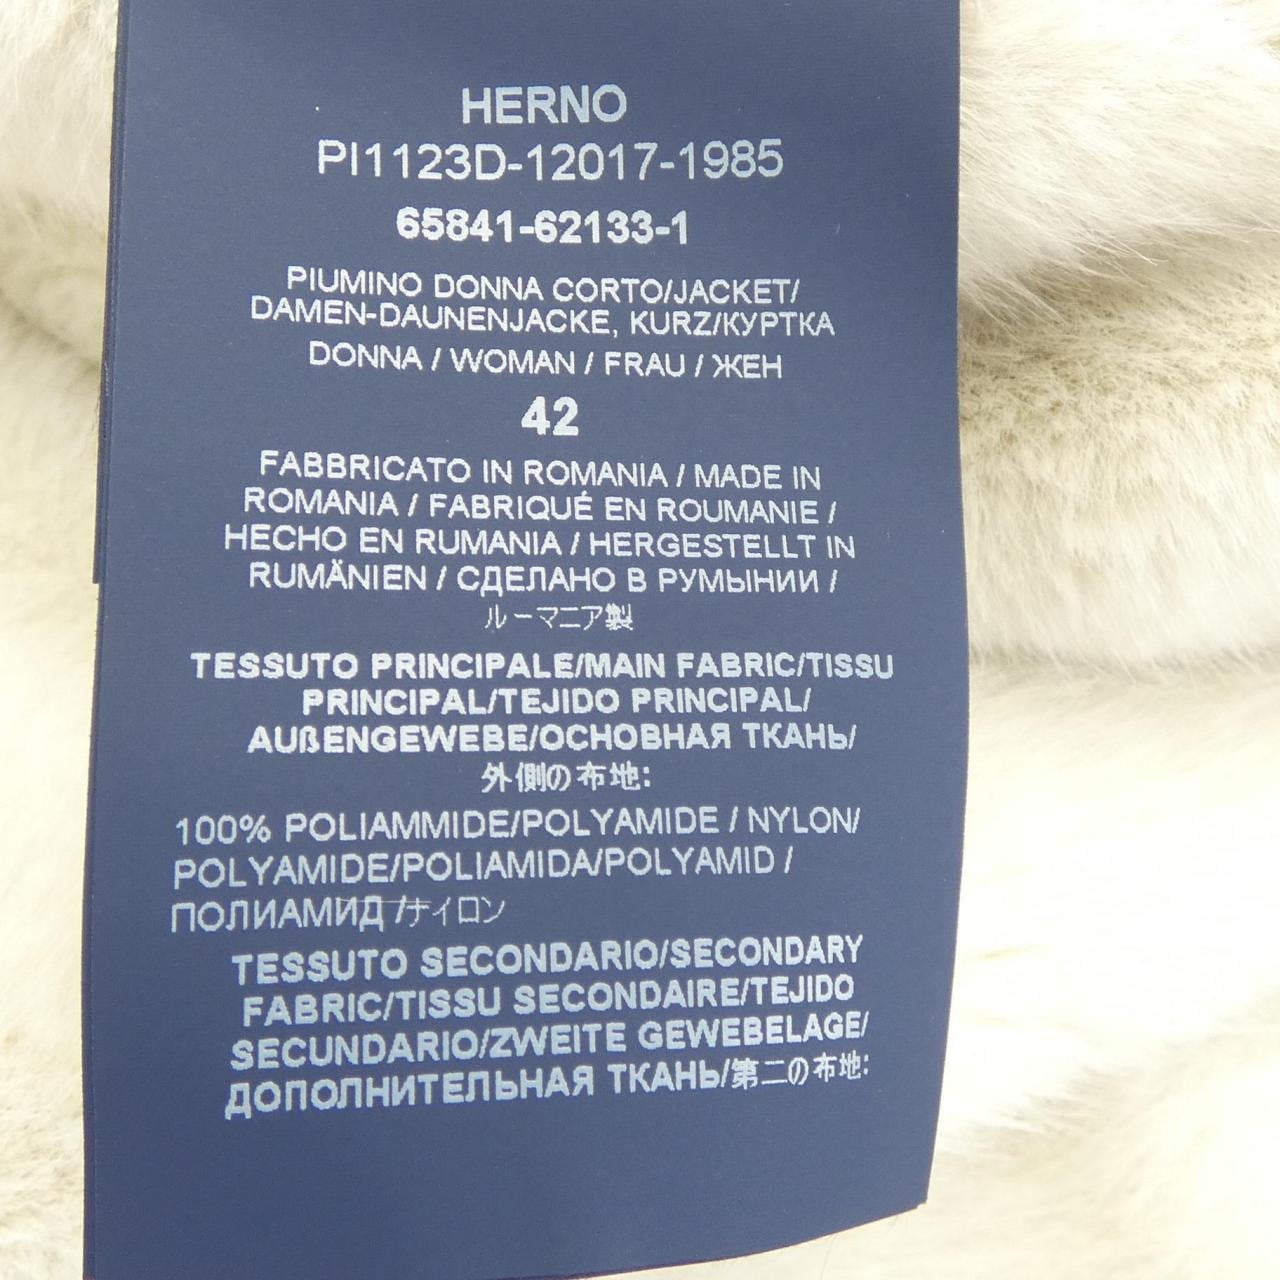 HERNO
PI1123D-12017-1985
65841-62133-1
PIUMINO DONNA CORTO/JACKET/
DAMEN-DAUNENJACKE, KURZ/КУРТКА
DONNA / WOMAN / FRAU / ЖЕН
42
FABBRICATO IN ROMANIA / MADE IN
ROMANIA / FABRIQUÉ EN ROUMANIE /
HECHO EN RUMANIA / HERGESTELLT IN
RUMÄNIEN / СДЕЛАНО В РУМЫНИИ /
ルーマニア製
TESSUTO PRINCIPALE/MAIN FABRIC/TISSU
PRINCIPAL/TEJIDO PRINCIPAL/
AUßENGEWEBE/ОСНОВНАЯ ТКАНЬ/
外側の布地:
100% POLIAMMIDE/POLYAMIDE / NYLON/
POLYAMIDE/POLIAMIDA/POLYAMID /
ПОЛИАМИД /ナイロン
TESSUTO SECONDARIO/SECONDARY
FABRIC/TISSU SECONDAIRE/TEJIDO
SECUNDARIO/ZWEITE GEWEBELAGE/
ДОПОЛНИТЕЛЬНАЯ ТКАНЬ/第二の布地: